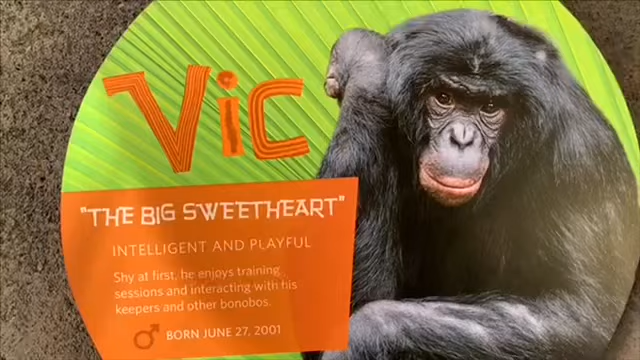 Vic
"THE BIG SWEETHEART"
INTELLIGENT AND PLAYFUL
Shy at first, he enjoys training
sessions and interacting with his
keepers and other bonobos.
♂ BORN JUNE 27, 2001